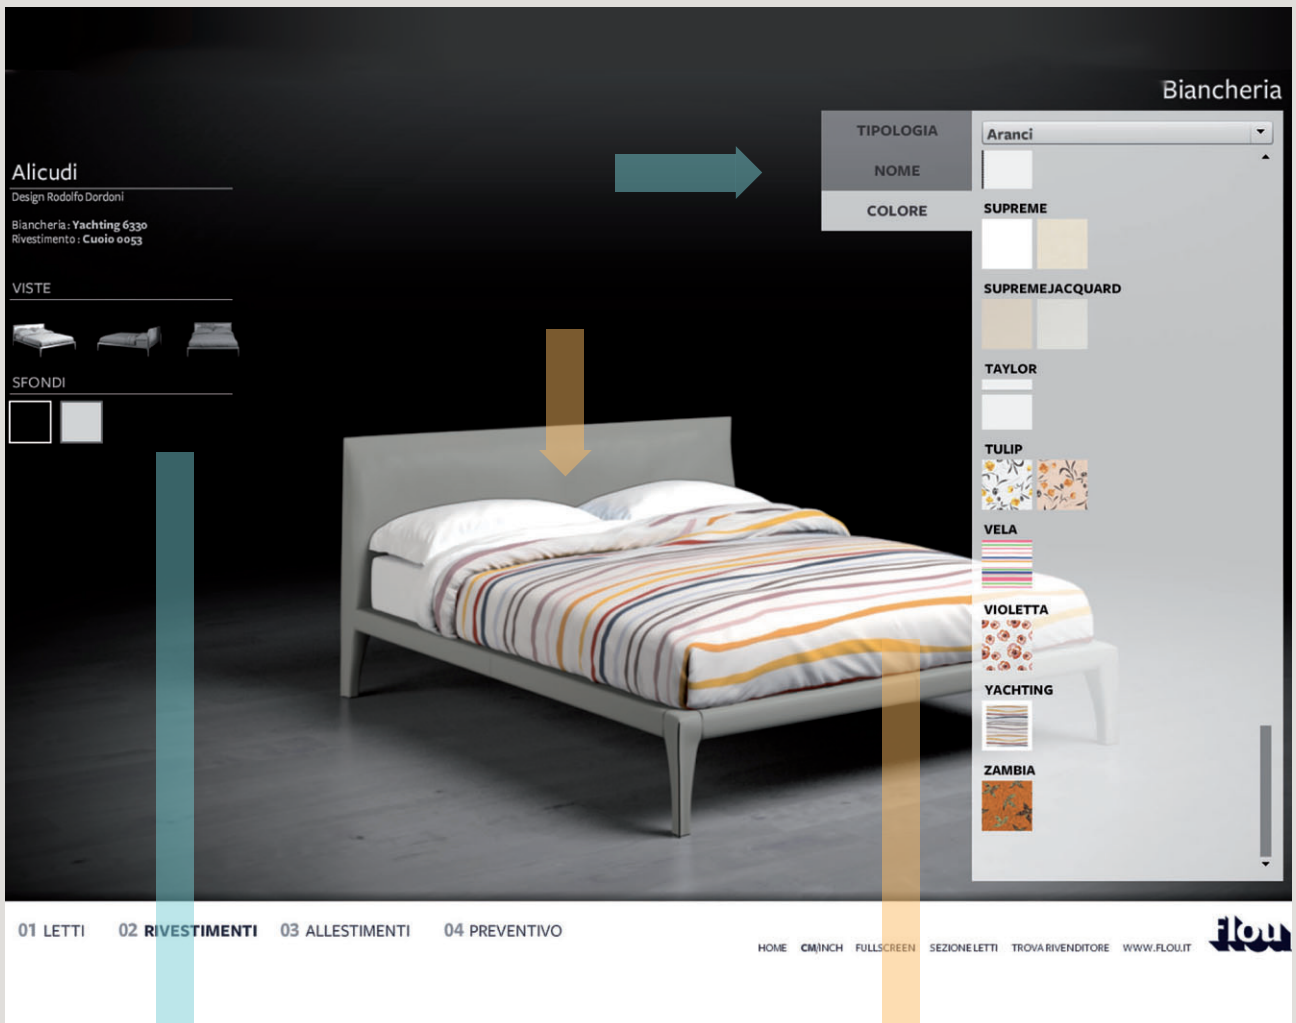 Biancheria
Alicudi
Design Rodolfo Dordoni
Biancheria : Yachting 6330
Rivestimento : Cuoio 0053
VISTE
SFONDI
TIPOLOGIA
NOME
COLORE
Aranci
SUPREME
SUPREMEJACQUARD
TAYLOR
TULIP
VELA
VIOLETTA
YACHTING
ZAMBIA
01 LETTI 02 RIVESTIMENTI 03 ALLESTIMENTI 04 PREVENTIVO
HOME CM/INCH FULLSCREEN SEZIONE LETTI TROVA RIVENDITORE WWW.FLOU.IT
flou